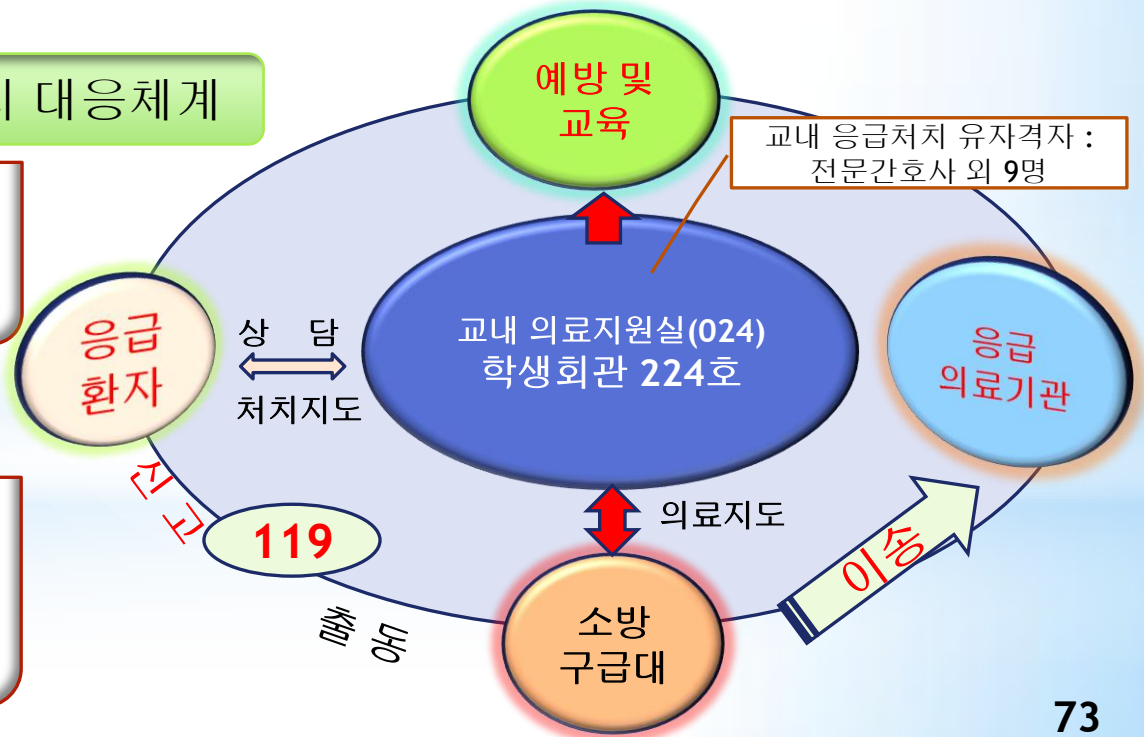 대응체계
예방 및
교육
교내 응급처치 유자격자 :
전문간호사 외 9명
응급
환자
상 담
처치지도
교내 의료지원실(024)
학생회관 224호
응급
의료기관
신고
119
출동
의료지도
소방
구급대
이송
73